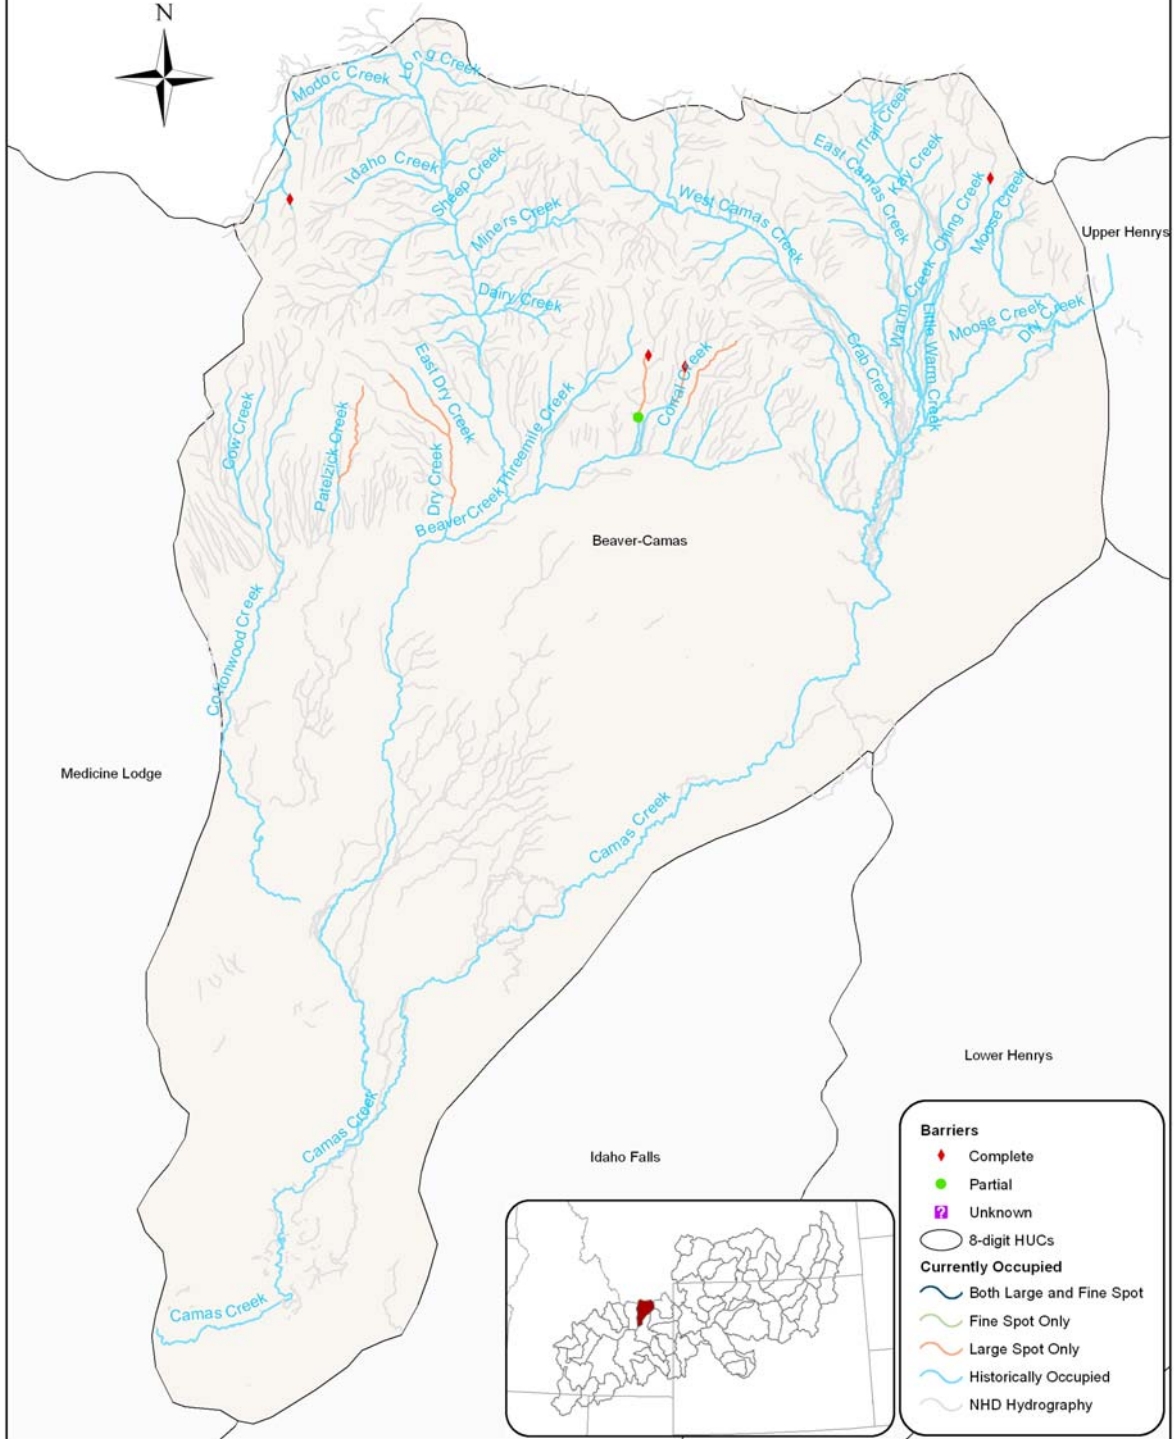 N
Long Creek
Modoc Creek
Trail Creek
East Camas Creek
Kay Creek
Idaho Creek
Sheep Creek
Ching Creek
Moose Creek
West Camas Creek
Miners Creek
Upper Henrys
Dairy Creek
Warm Creek
Little Warm Creek
Moose Creek
Dry Creek
East Dry Creek
Crab Creek
Corral Creek
Threemile Creek
Cow Creek
Patelzick Creek
Dry Creek
Beaver Creek
Beaver-Camas
Cottonwood Creek
Medicine Lodge
Camas Creek
Lower Henrys
Camas Creek
Idaho Falls
Camas Creek
Barriers
Complete
Partial
?
Unknown
8-digit HUCs
Currently Occupied
Both Large and Fine Spot
Fine Spot Only
Large Spot Only
Historically Occupied
NHD Hydrography